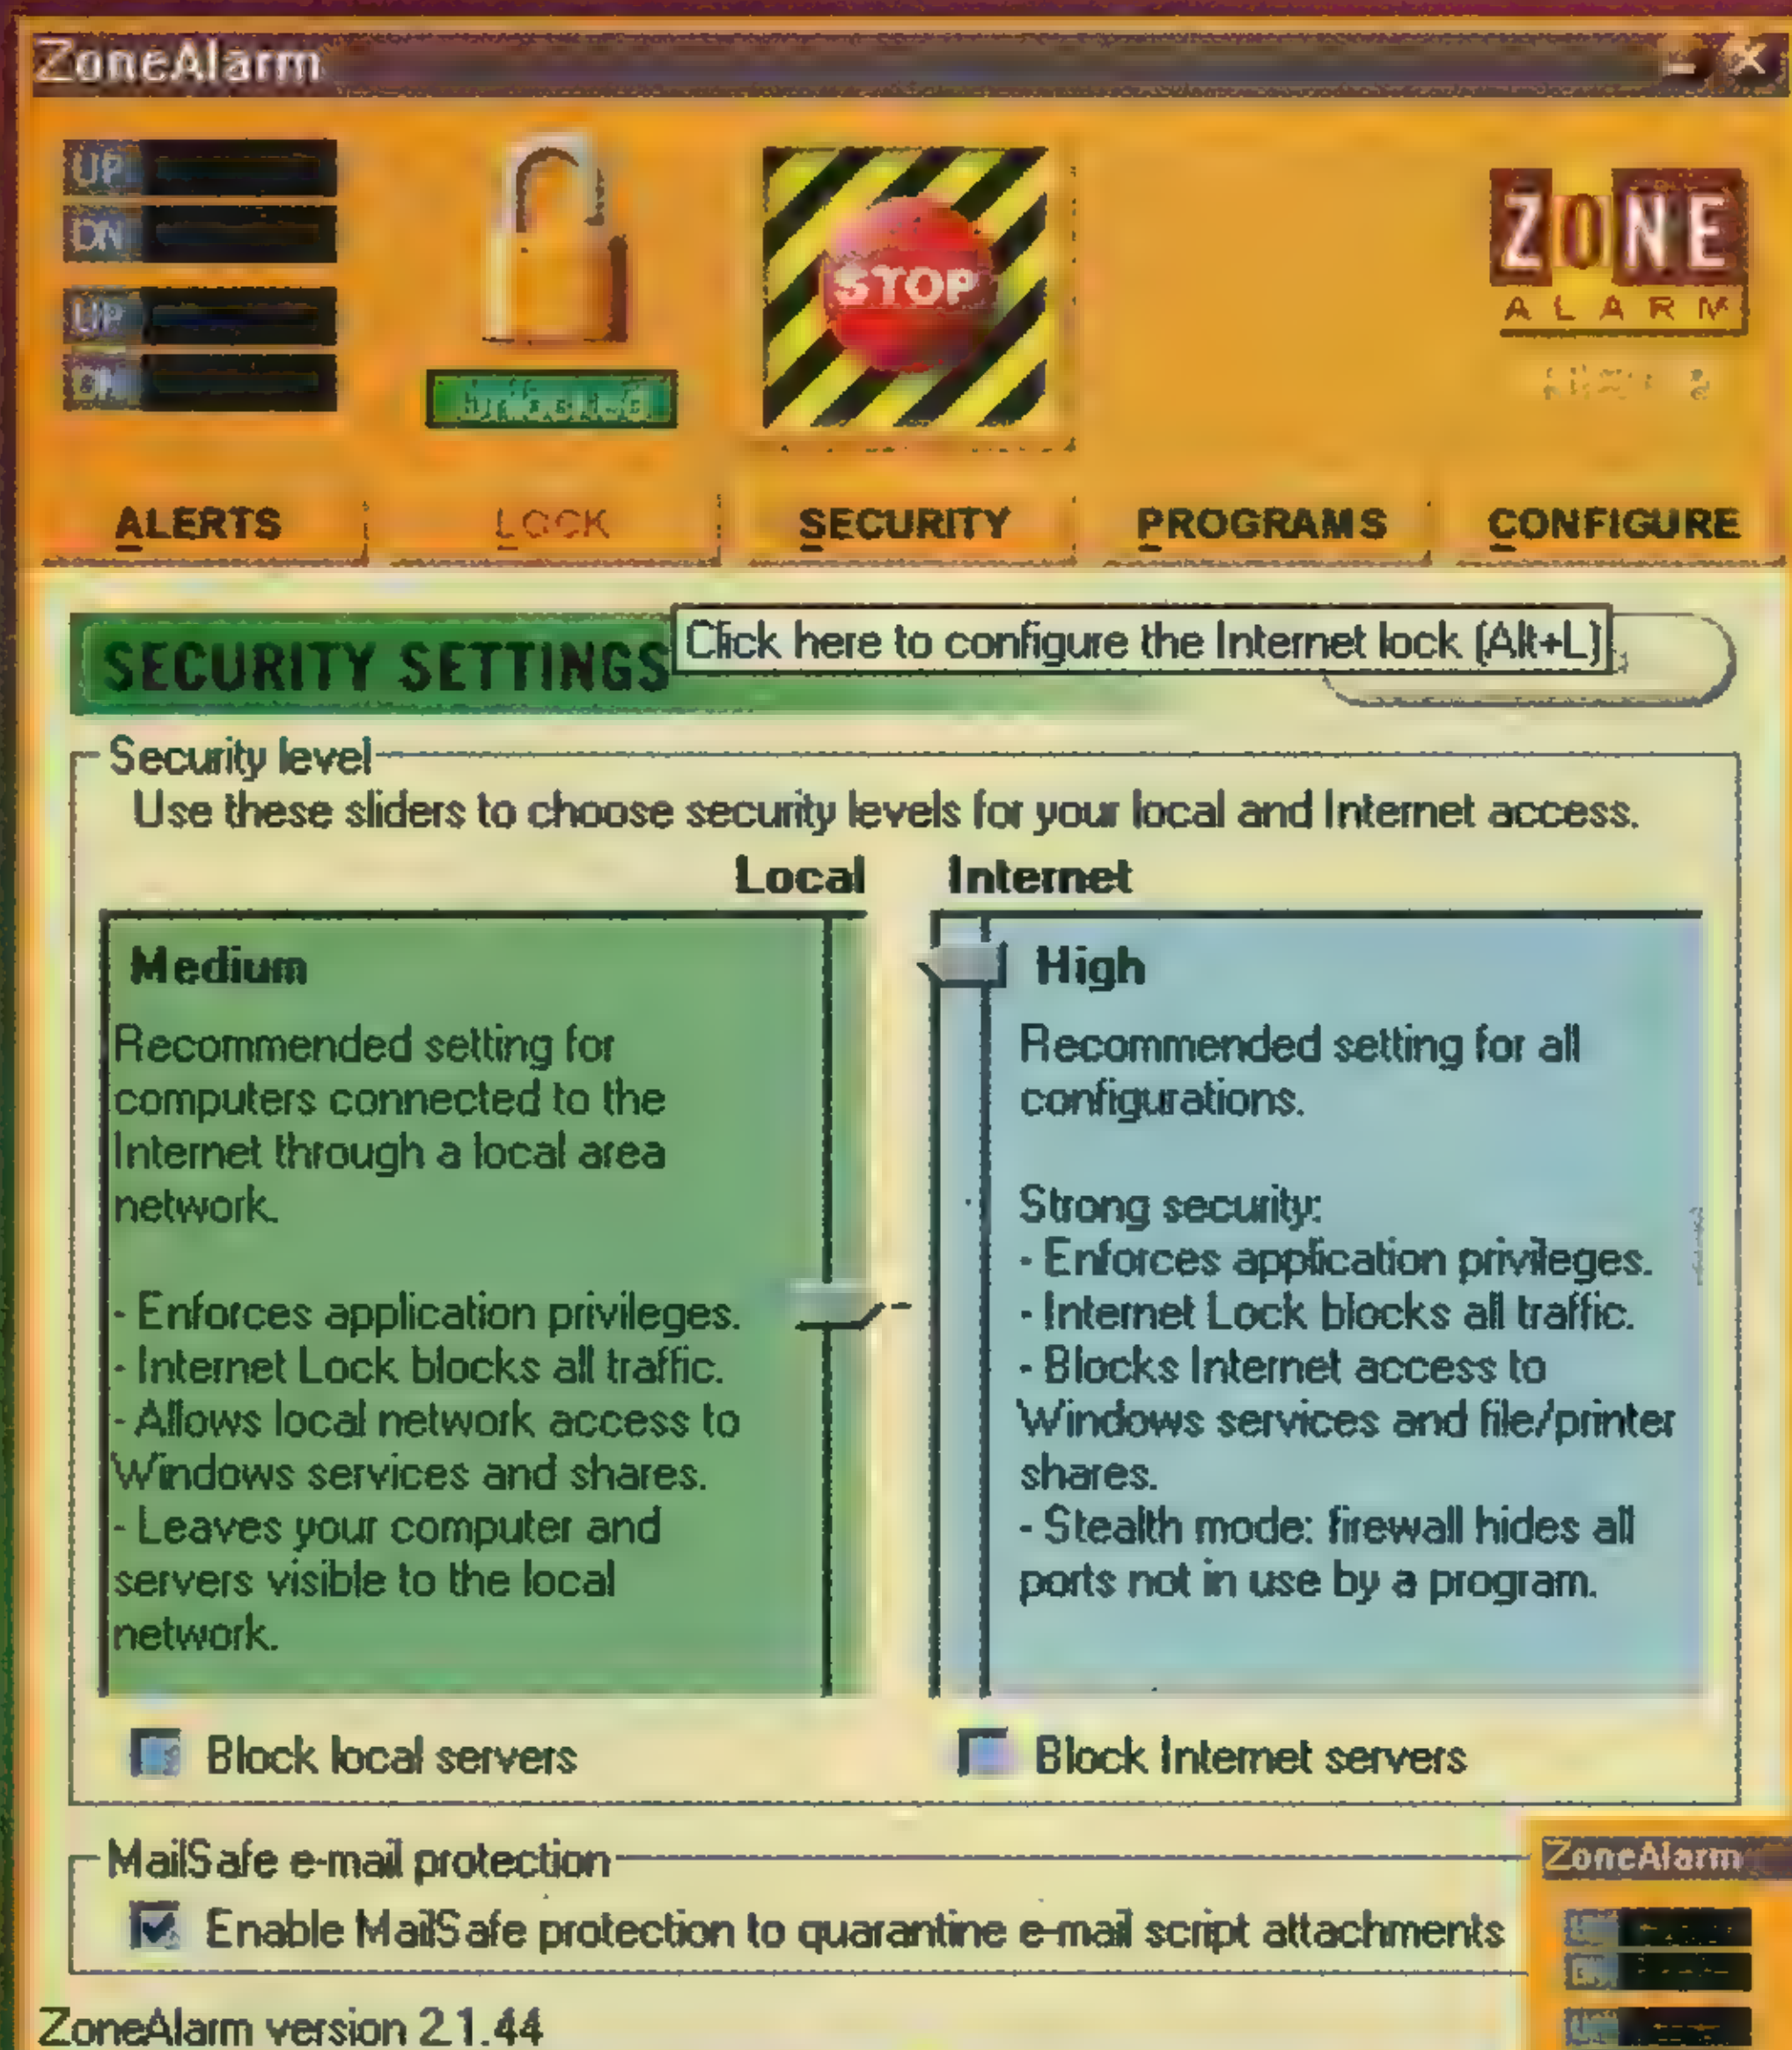 ZoneAlarm
UP
DN
UP
STOP
ZONE
ALARM
ALERTS
LOCK
SECURITY
PROGRAMS
CONFIGURE
SECURITY SETTINGS
Click here to configure the Internet lock (Alt+L)
Security level
Use these sliders to choose security levels for your local and Internet access.
Local
Internet
Medium
Recommended setting for
computers connected to the
Internet through a local area
network.
- Enforces application privileges.
- Internet Lock blocks all traffic.
- Allows local network access to
Windows services and shares.
- Leaves your computer and
servers visible to the local
network.
High
Recommended setting for all
configurations.
Strong security:
- Enforces application privileges.
- Internet Lock blocks all traffic.
- Blocks Internet access to
Windows services and file/printer
shares.
- Stealth mode: firewall hides all
ports not in use by a program.
Block local servers
Block Internet servers
MailSafe e-mail protection
Enable MailSafe protection to quarantine e-mail script attachments
ZoneAlarm version 2.1.44
ZoneAlarm